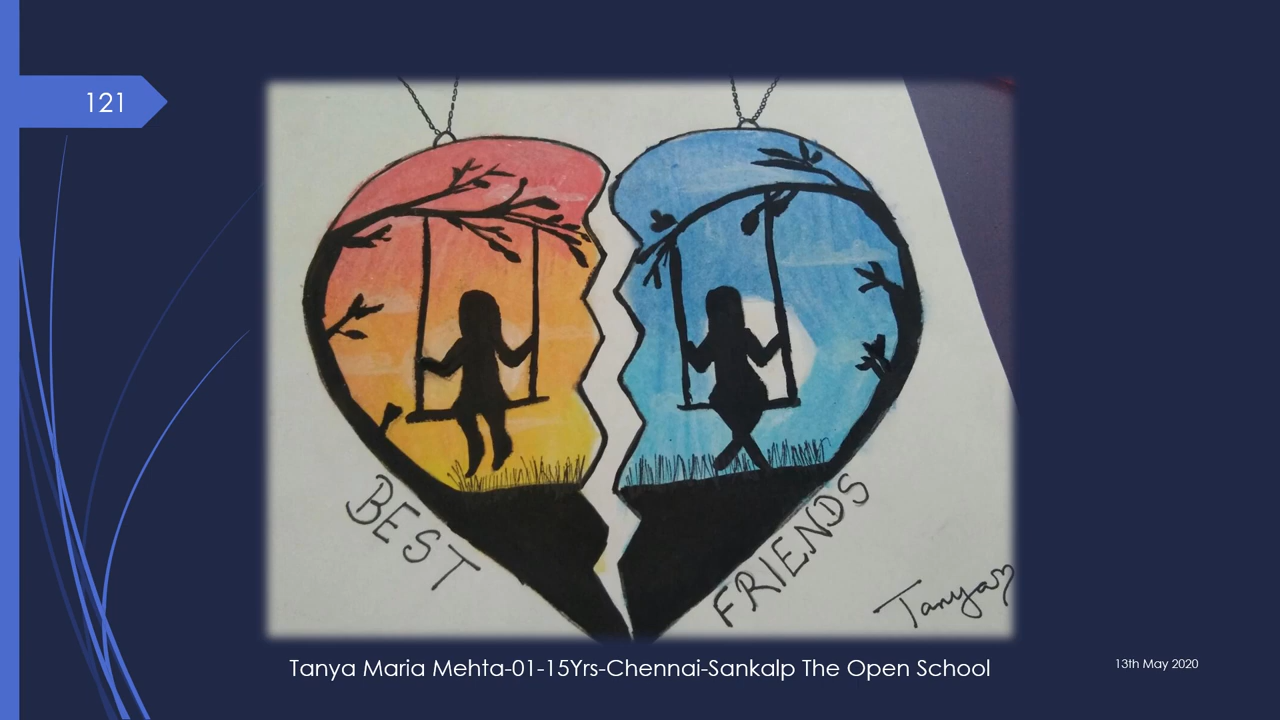 121
BEST
FRIENDS
Tanya
Tanya Maria Mehta-01-15Yrs-Chennai-Sankalp The Open School
13th May 2020